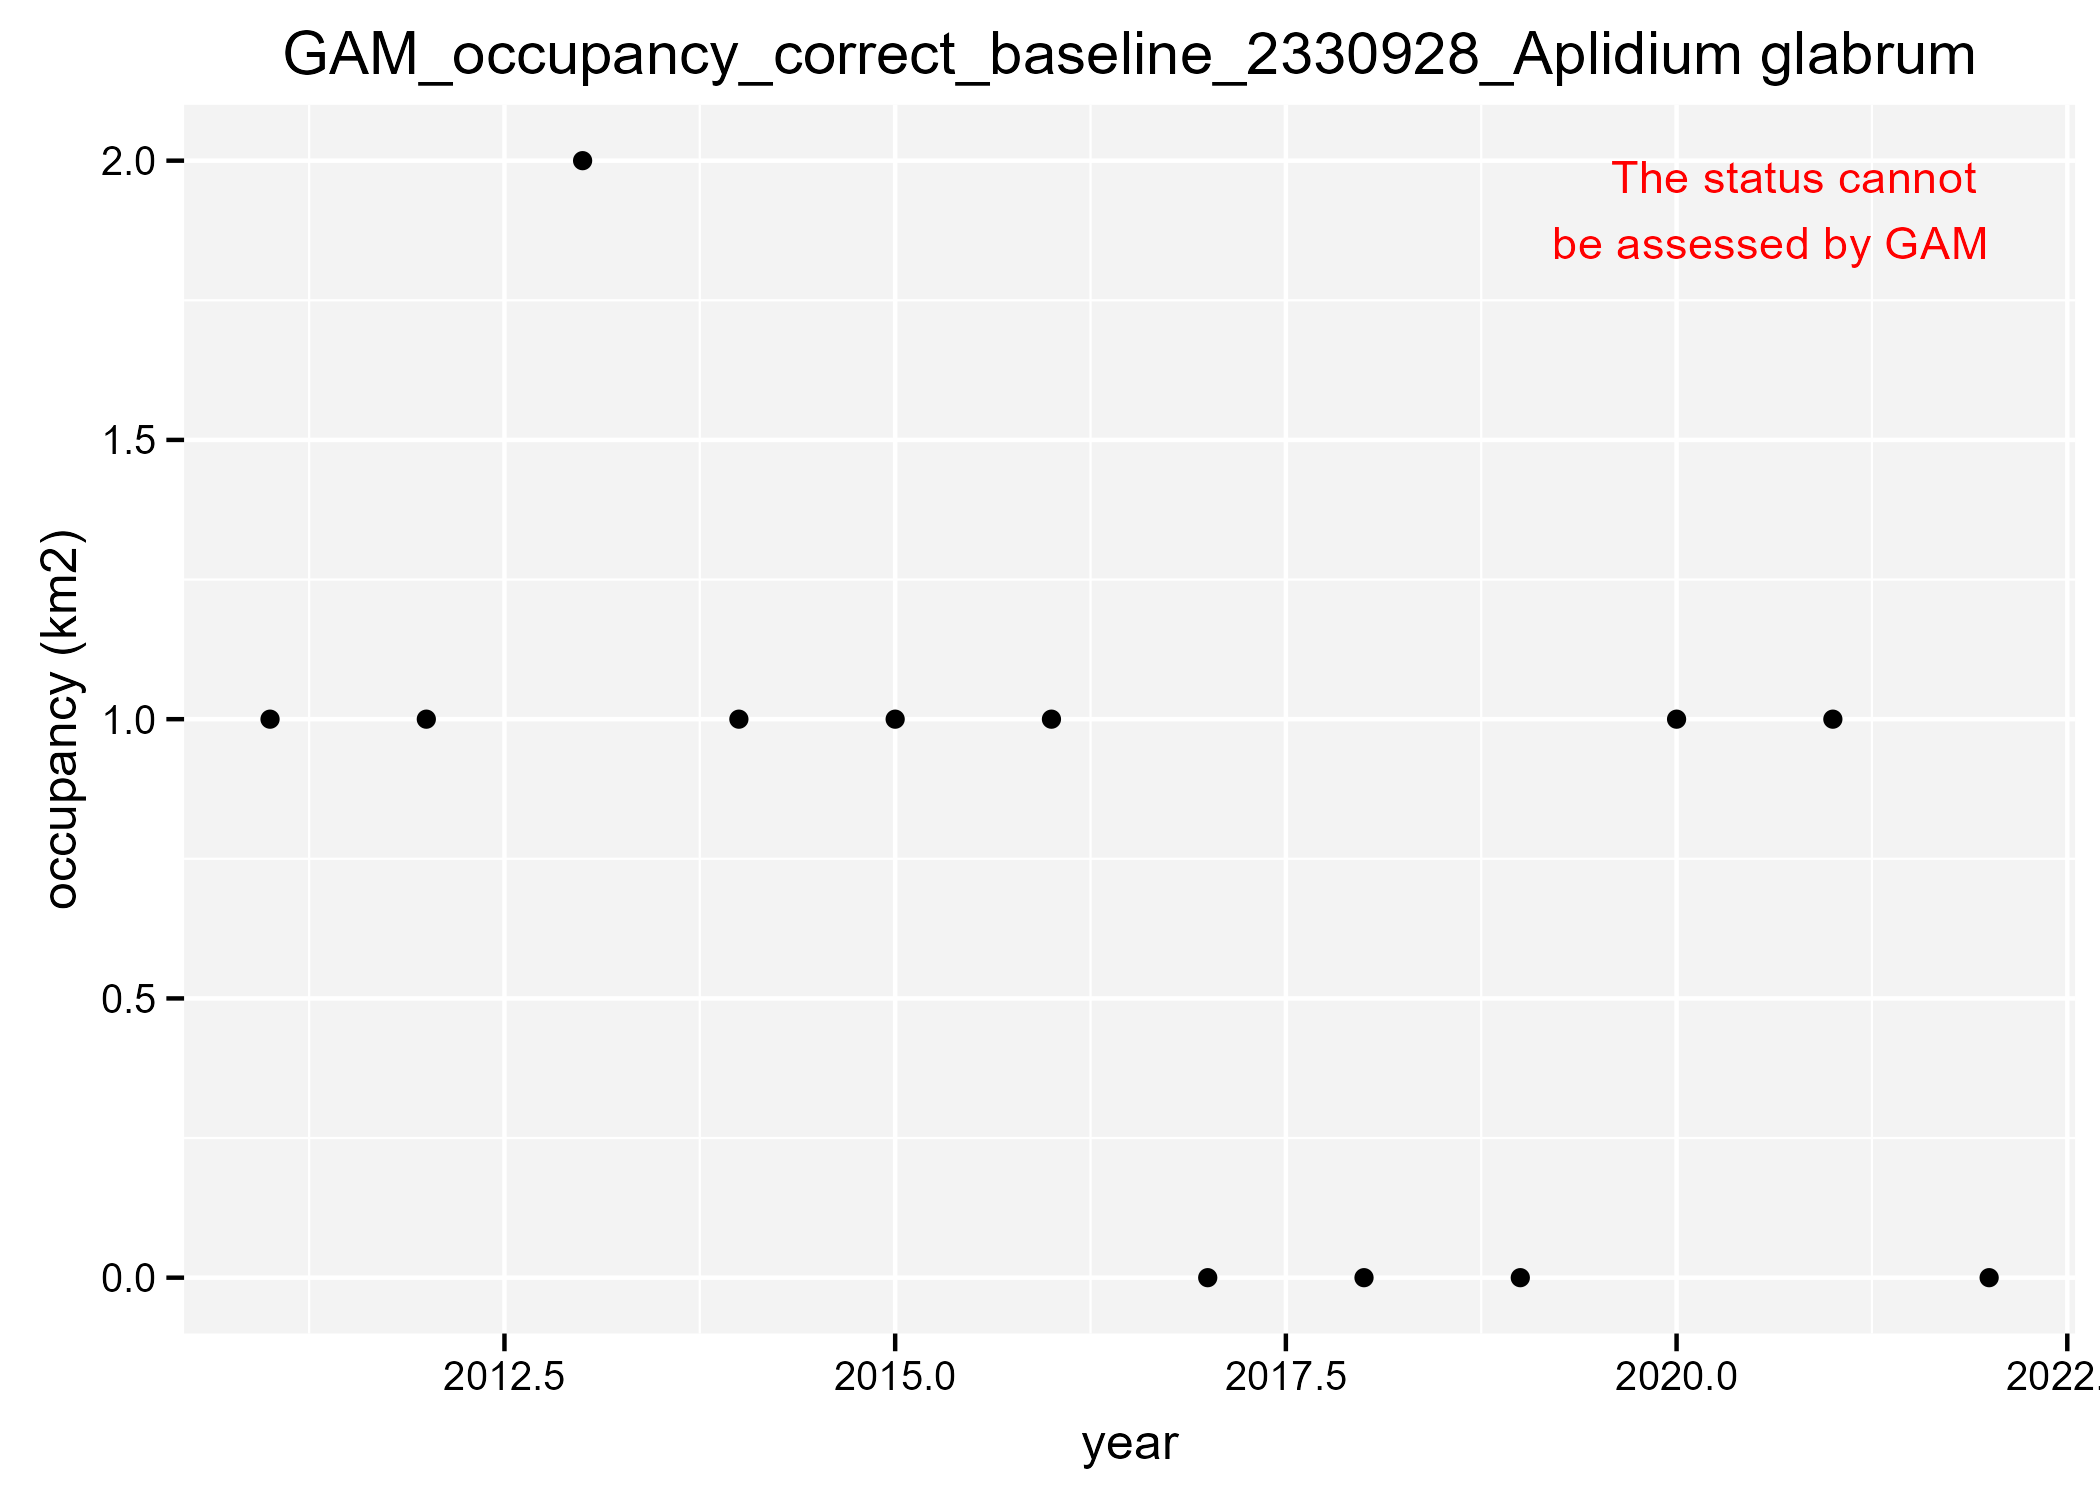 GAM_occupancy_correct_baseline_2330928_Aplidium glabrum
The status cannot
be assessed by GAM
occupancy (km2)
2.0
1.5
1.0
0.5
0.0
2012.5
2015.0
2017.5
2020.0
2022.
year